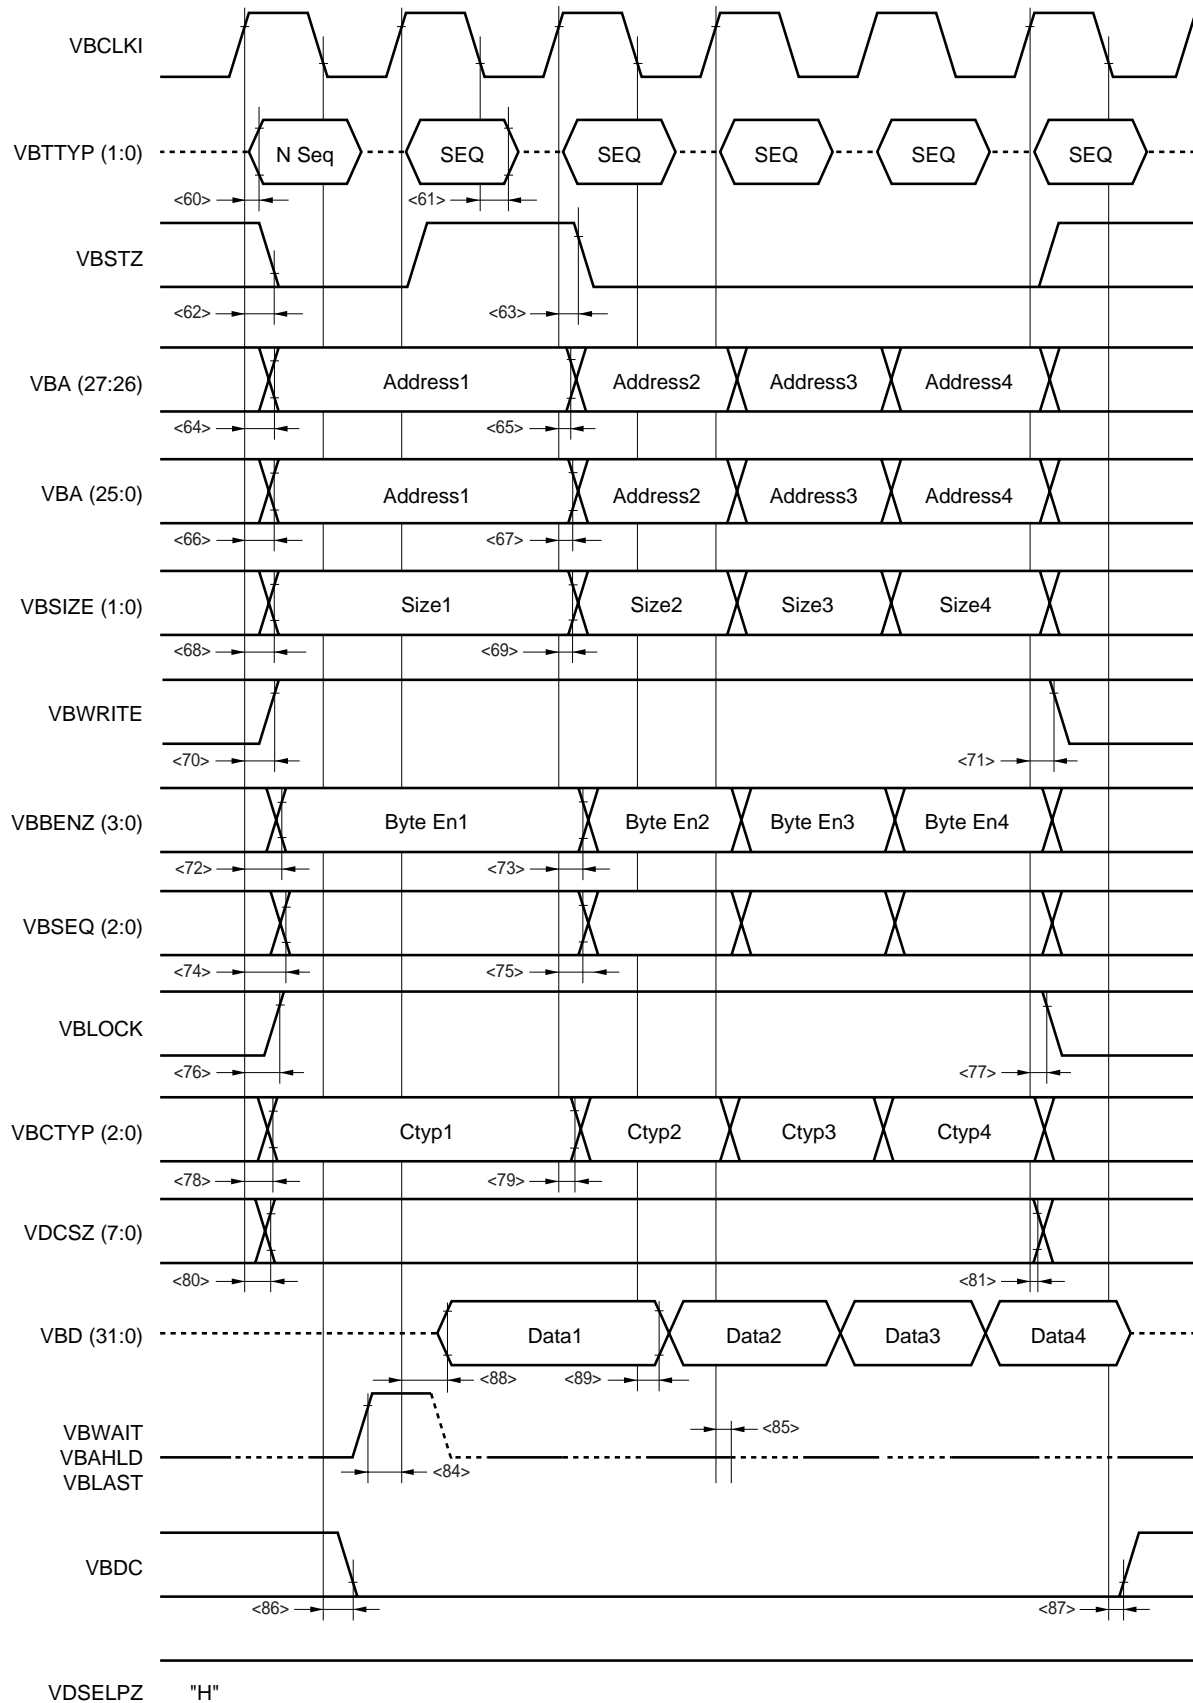 VBCLKI
VBTTYP (1:0) N Seq SEQ SEQ SEQ SEQ SEQ
<60> <61>
VBSTZ
<62> <63>
VBA (27:26) Address1 Address2 Address3 Address4
<64> <65>
VBA (25:0) Address1 Address2 Address3 Address4
<66> <67>
VBSIZE (1:0) Size1 Size2 Size3 Size4
<68> <69>
VBWRITE
<70> <71>
VBBENZ (3:0) Byte En1 Byte En2 Byte En3 Byte En4
<72> <73>
VBSEQ (2:0)
<74> <75>
VBLOCK
<76> <77>
VBCTYP (2:0) Ctyp1 Ctyp2 Ctyp3 Ctyp4
<78> <79>
VDCSZ (7:0)
<80> <81>
VBD (31:0) Data1 Data2 Data3 Data4
<88> <89>
<85>
VBWAIT
VBAHLD
VBLAST
<84>
VBDC
<86> <87>
VDSELPZ "H"